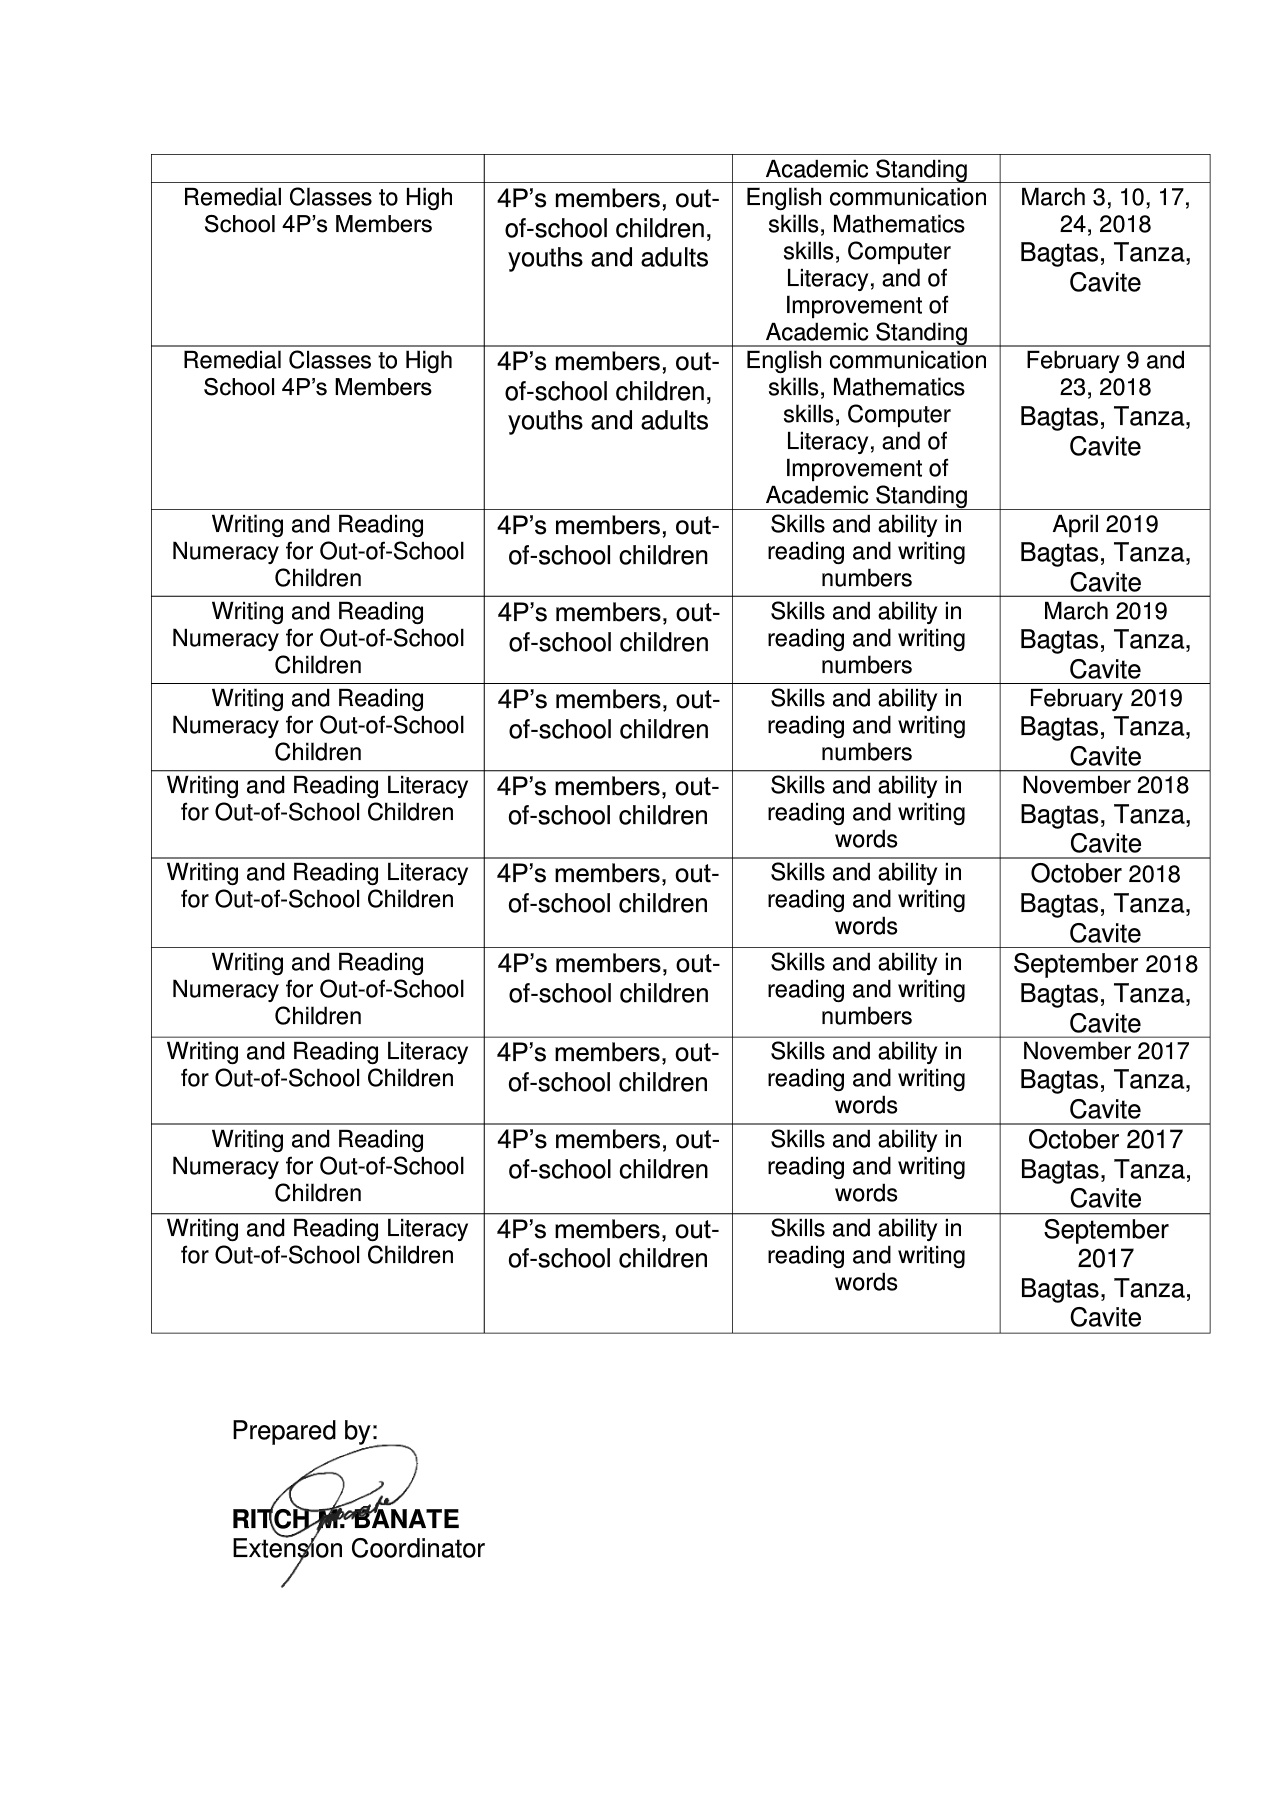 Academic Standing
Remedial Classes to High
School 4P's Members
4P's members, out-
of-school children,
youths and adults
English communication
skills, Mathematics
skills, Computer
Literacy, and of
Improvement of
Academic Standing
March 3, 10, 17,
24, 2018
Bagtas, Tanza,
Cavite
Remedial Classes to High
School 4P's Members
4P's members, out-
of-school children,
youths and adults
English communication
skills, Mathematics
skills, Computer
Literacy, and of
Improvement of
Academic Standing
February 9 and
23, 2018
Bagtas, Tanza,
Cavite
Writing and Reading
Numeracy for Out-of-School
Children
4P's members, out-
of-school children
Skills and ability in
reading and writing
numbers
April 2019
Bagtas, Tanza,
Cavite
Writing and Reading
Numeracy for Out-of-School
Children
4P's members, out-
of-school children
Skills and ability in
reading and writing
numbers
March 2019
Bagtas, Tanza,
Cavite
Writing and Reading
Numeracy for Out-of-School
Children
4P's members, out-
of-school children
Skills and ability in
reading and writing
numbers
February 2019
Bagtas, Tanza,
Cavite
Writing and Reading Literacy
for Out-of-School Children
4P's members, out-
of-school children
Skills and ability in
reading and writing
words
November 2018
Bagtas, Tanza,
Cavite
Writing and Reading Literacy
for Out-of-School Children
4P's members, out-
of-school children
Skills and ability in
reading and writing
words
October 2018
Bagtas, Tanza,
Cavite
Writing and Reading
Numeracy for Out-of-School
Children
4P's members, out-
of-school children
Skills and ability in
reading and writing
numbers
September 2018
Bagtas, Tanza,
Cavite
Writing and Reading Literacy
for Out-of-School Children
4P's members, out-
of-school children
Skills and ability in
reading and writing
words
November 2017
Bagtas, Tanza,
Cavite
Writing and Reading
Numeracy for Out-of-School
Children
4P's members, out-
of-school children
Skills and ability in
reading and writing
words
October 2017
Bagtas, Tanza,
Cavite
Writing and Reading Literacy
for Out-of-School Children
4P's members, out-
of-school children
Skills and ability in
reading and writing
words
September
2017
Bagtas, Tanza,
Cavite
Prepared by:
RITCH M. BANATE
Extension Coordinator